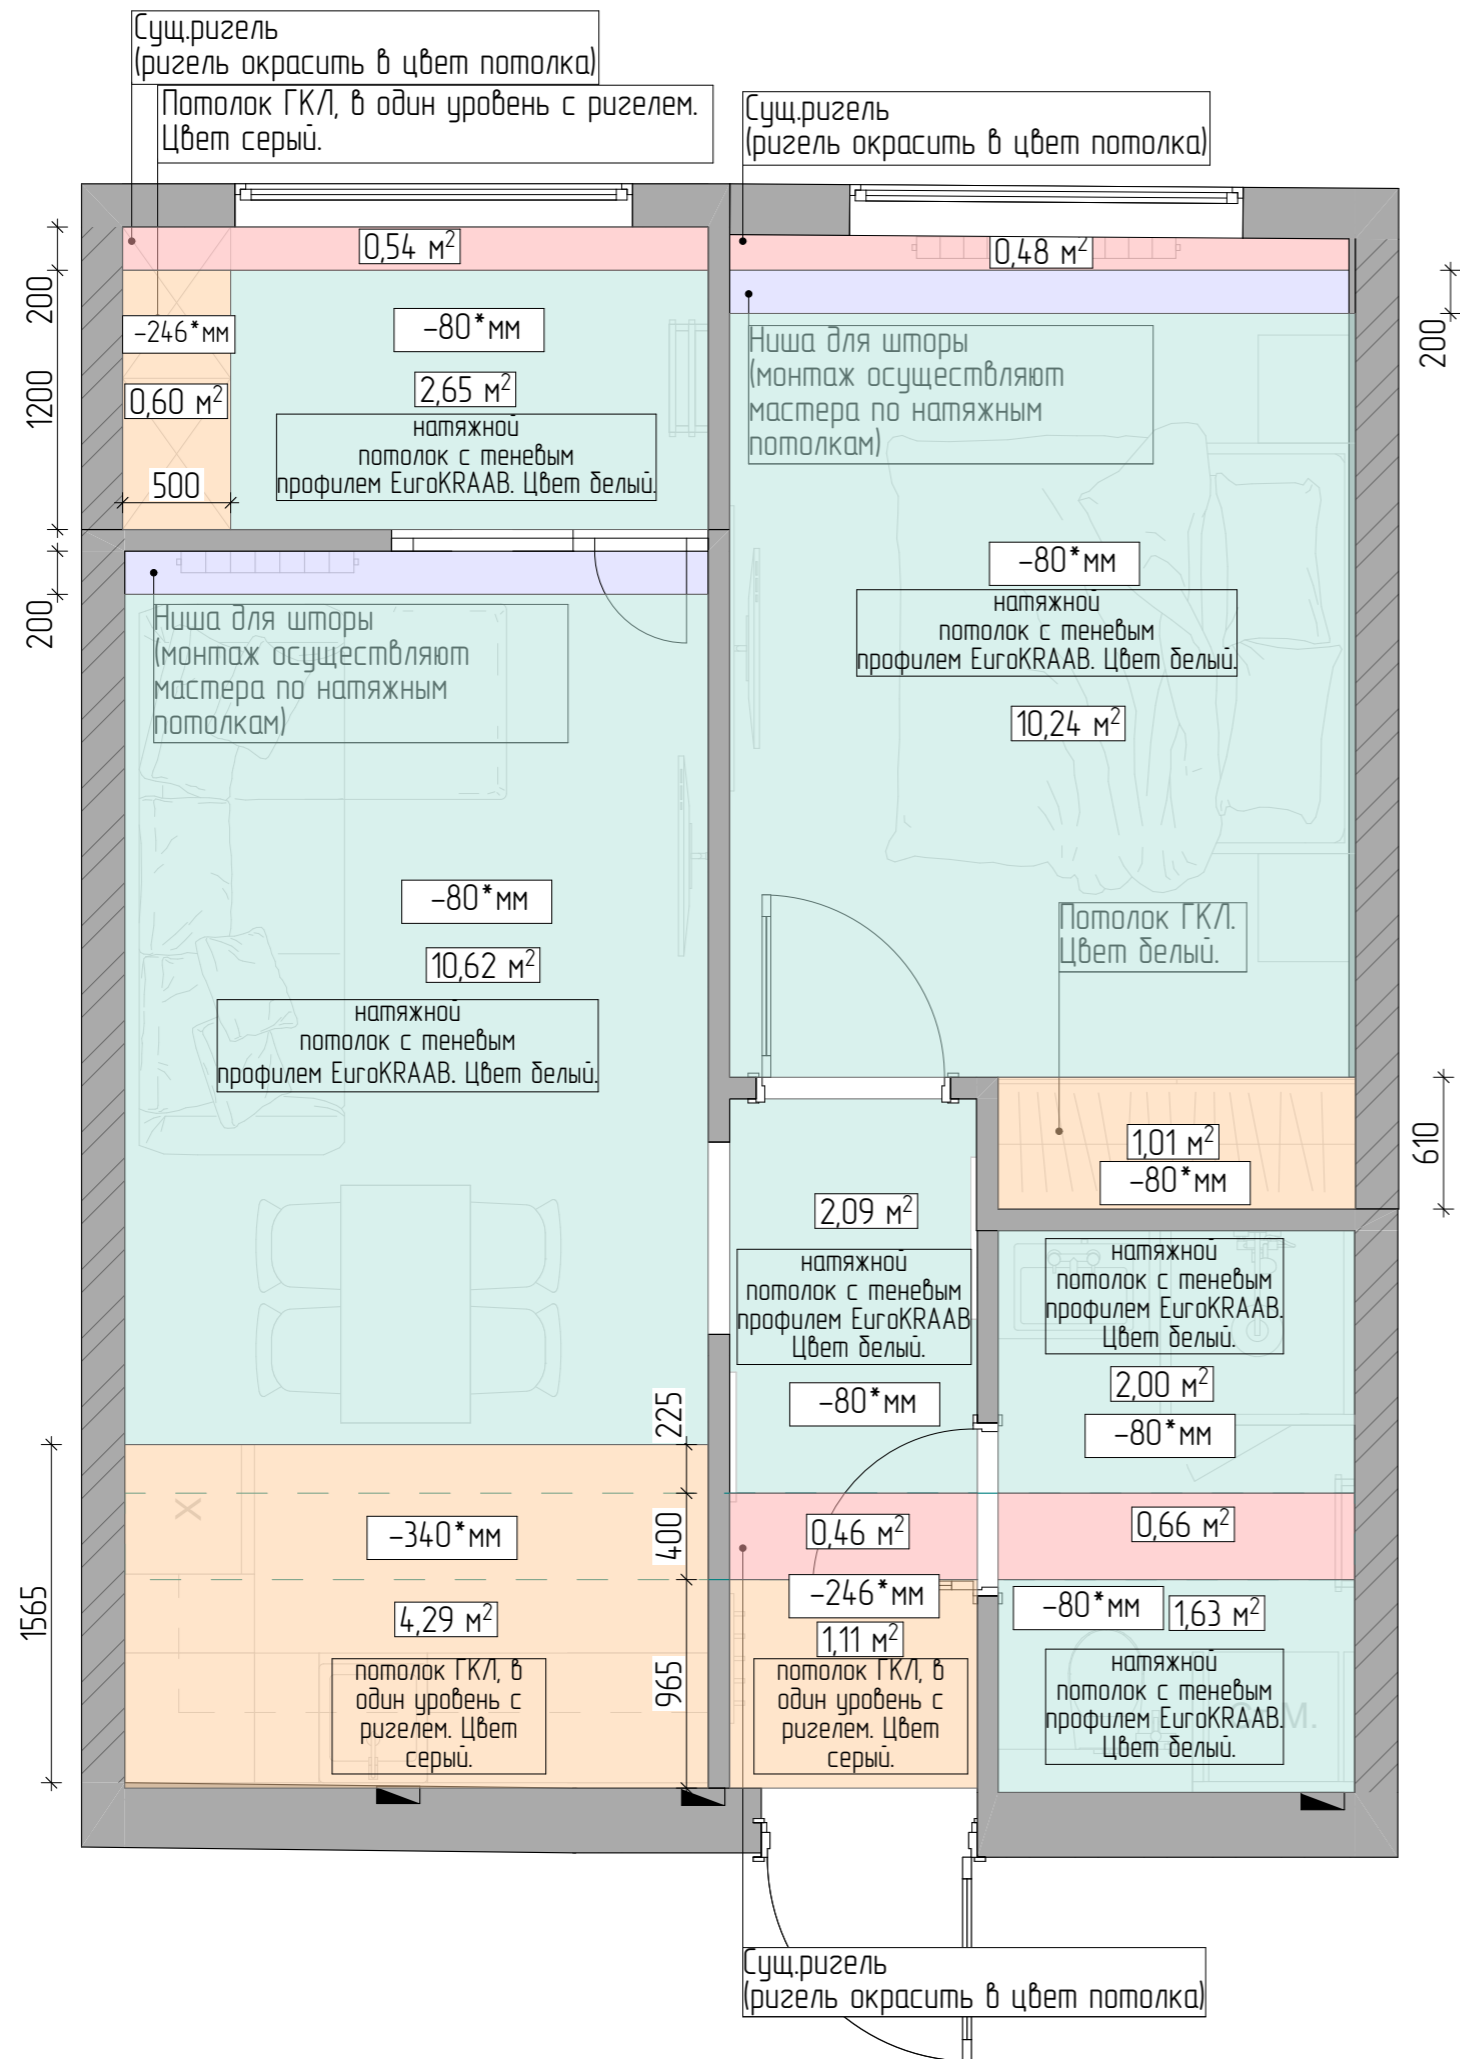 Сущ.ригель
(ригель окрасить в цвет потолка)
Потолок ГКЛ, в один уровень с ригелем.
Цвет серый.
Сущ.ригель
(ригель окрасить в цвет потолка)
0,54 м²
0,48 м²
200
1200
200
200
-246*мм
0,60 м²
500
-80*мм
2,65 м²
натяжной
потолок с теневым
профилем EuroKRAAB. Цвет белый.
Ниша для шторы
(монтаж осуществляют
мастера по натяжным
потолкам)
-80*мм
натяжной
потолок с теневым
профилем EuroKRAAB. Цвет белый.
10,24 м²
Ниша для шторы
(монтаж осуществляют
мастера по натяжным
потолкам)
-80*мм
10,62 м²
натяжной
потолок с теневым
профилем EuroKRAAB. Цвет белый.
Потолок ГКЛ.
Цвет белый.
1,01 м²
-80*мм
610
2,09 м²
натяжной
потолок с теневым
профилем EuroKRAAB
Цвет белый.
-80*мм
натяжной
потолок с теневым
профилем EuroKRAAB.
Цвет белый.
2,00 м²
-80*мм
225
400
965
1565
X
-340*мм
4,29 м²
потолок ГКЛ, в
один уровень с
ригелем. Цвет
серый.
0,46 м²
-246*мм
1,11 м²
потолок ГКЛ, в
один уровень с
ригелем. Цвет
серый.
0,66 м²
-80*мм
1,63 м²
натяжной
потолок с теневым
профилем EuroKRAAB.
Цвет белый.
Сущ.ригель
(ригель окрасить в цвет потолка)